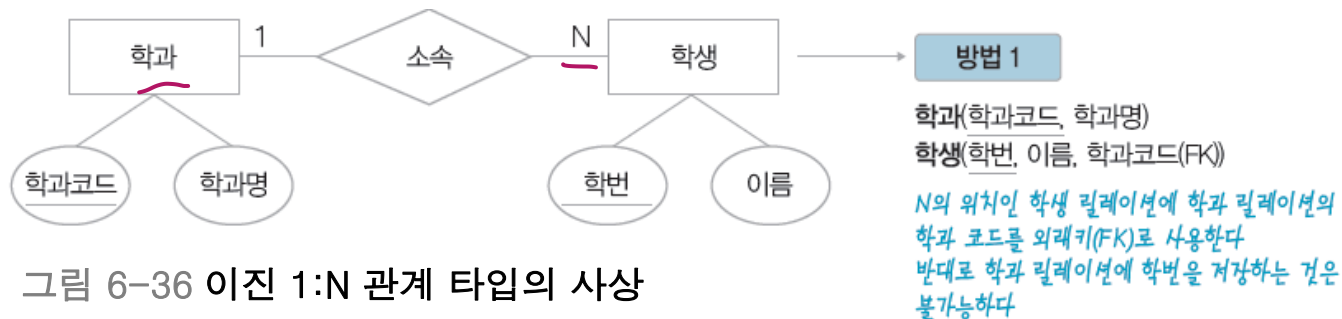 학과
1
소속
N
학생
방법 1
학과코드
학과명
학번
이름
학과(학과코드, 학과명)
학생(학번, 이름, 학과코드(FK))
N의 위치인 학생 릴레이션에 학과 릴레이션의
학과 코드를 외래키(FK)로 사용한다
반대로 학과 릴레이션에 학번을 저장하는 것은
불가능하다
그림 6-36 이진 1:N 관계 타입의 사상